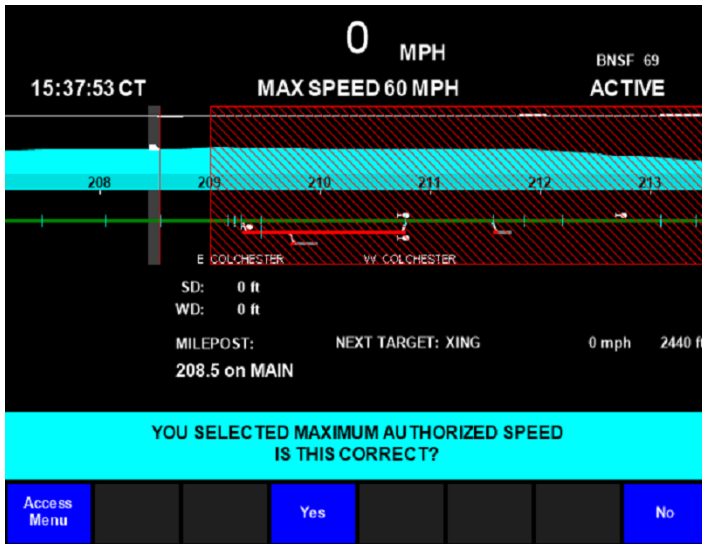 0 MPH
BNSF 69
15:37:53 CT MAX SPEED 60 MPH ACTIVE
208 209 210 211 212 213
E COLCHESTER W COLCHESTER
SD: 0 ft
WD: 0 ft
MILEPOST: NEXT TARGET: XING 0 mph 2440 ft
208.5 on MAIN
YOU SELECTED MAXIMUM AUTHORIZED SPEED
IS THIS CORRECT?
Access Menu Yes No